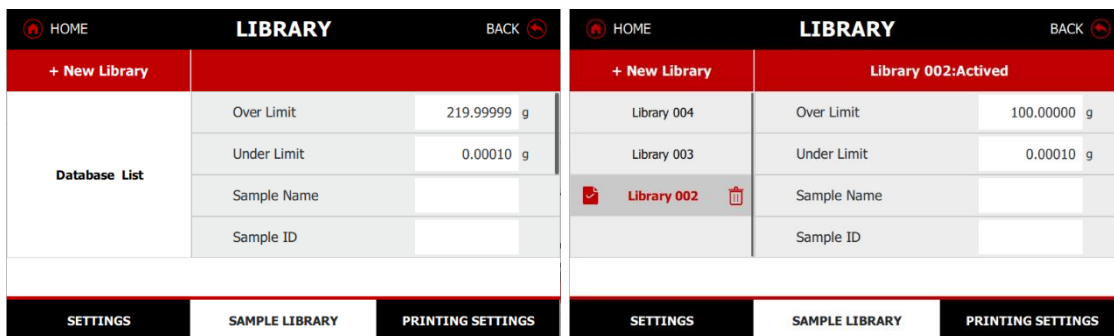 HOME LIBRARY BACK
+ New Library
Over Limit 219.99999 g
Under Limit 0.00010 g
Database List
Sample Name
Sample ID
SETTINGS SAMPLE LIBRARY PRINTING SETTINGS
HOME LIBRARY BACK
+ New Library Library 002:Actived
Library 004 Over Limit 100.00000 g
Library 003 Under Limit 0.00010 g
Library 002 Sample Name
Sample ID
SETTINGS SAMPLE LIBRARY PRINTING SETTINGS